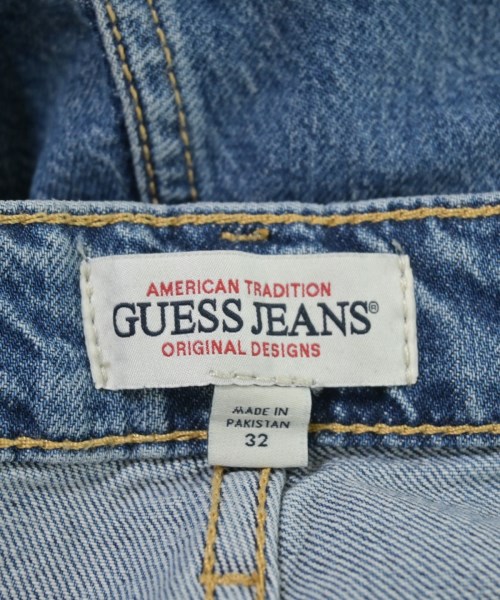 AMERICAN TRADITION
GUESS JEANS®
ORIGINAL DESIGNS
MADE IN
PAKISTAN
32